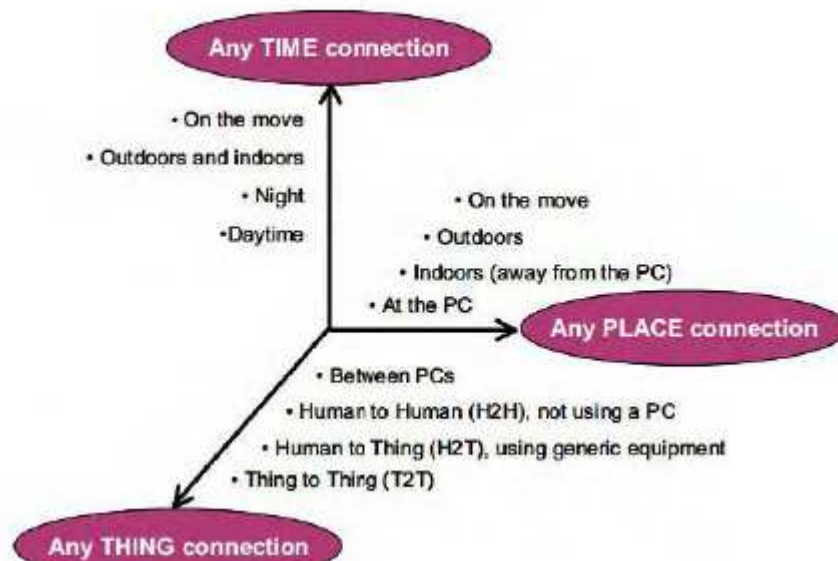 Any TIME connection
• On the move
• Outdoors and indoors
• Night
•Daytime
• On the move
• Outdoors
• Indoors (away from the PC)
• At the PC
Any PLACE connection
• Between PCs
• Human to Human (H2H), not using a PC
• Human to Thing (H2T), using generic equipment
• Thing to Thing (T2T)
Any THING connection